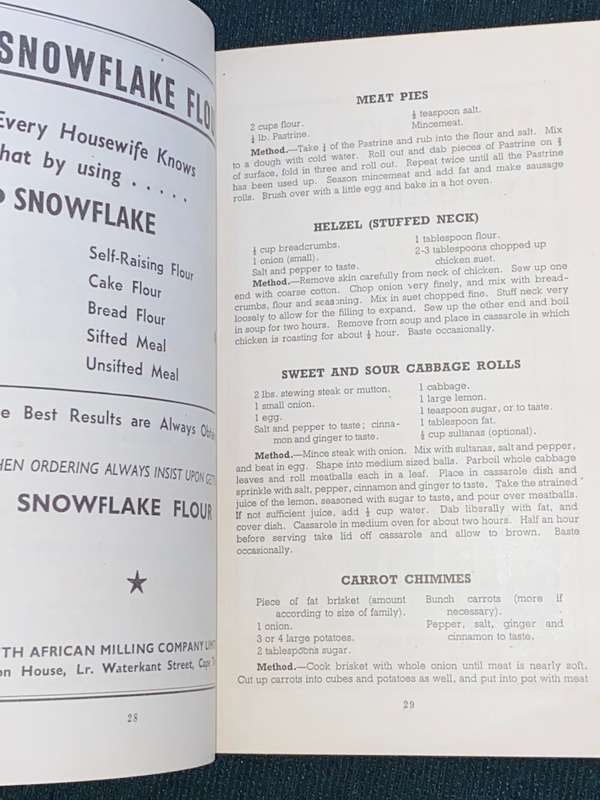 SNOWFLAKE FLOU
Every Housewife Knows
hat by using . . . . .
SNOWFLAKE
Self-Raising Flour
Cake Flour
Bread Flour
Sifted Meal
Unsifted Meal
e Best Results are Always Obtai
HEN ORDERING ALWAYS INSIST UPON GET
SNOWFLAKE FLOUR
TH AFRICAN MILLING COMPANY LIMIT
on House, Lr. Waterkant Street, Cape T
28
MEAT PIES
2 cups flour. ½ teaspoon salt.
½ lb. Pastrine. Mincemeat.
Method.—Take ¼ of the Pastrine and rub into the flour and salt. Mix
to a dough with cold water. Roll out and dab pieces of Pastrine on ⅔
of surface, fold in three and roll out. Repeat twice until all the Pastrine
has been used up. Season mincemeat and add fat and make sausage
rolls. Brush over with a little egg and bake in a hot oven.
HELZEL (STUFFED NECK)
½ cup breadcrumbs. 1 tablespoon flour.
1 onion (small). 2-3 tablespoons chopped up
Salt and pepper to taste. chicken suet.
Method.—Remove skin carefully from neck of chicken. Sew up one
end with coarse cotton. Chop onion very finely, and mix with bread-
crumbs, flour and seasoning. Mix in suet chopped fine. Stuff neck very
loosely to allow for the filling to expand. Sew up the other end and boil
in soup for two hours. Remove from soup and place in cassarole in which
chicken is roasting for about ½ hour. Baste occasionally.
SWEET AND SOUR CABBAGE ROLLS
2 lbs. stewing steak or mutton. 1 cabbage.
1 small onion. 1 large lemon.
1 egg. 1 teaspoon sugar, or to taste.
Salt and pepper to taste; cinna- 1 tablespoon fat.
mon and ginger to taste. ½ cup sultanas (optional).
Method.—Mince steak with onion. Mix with sultanas, salt and pepper,
and beat in egg. Shape into medium sized balls. Parboil whole cabbage
leaves and roll meatballs each in a leaf. Place in cassarole dish and
sprinkle with salt, pepper, cinnamon and ginger to taste. Take the strained
juice of the lemon, seasoned with sugar to taste, and pour over meatballs.
If not sufficient juice, add ½ cup water. Dab liberally with fat, and
cover dish. Cassarole in medium oven for about two hours. Half an hour
before serving take lid off cassarole and allow to brown. Baste
occasionally.
CARROT CHIMMES
Piece of fat brisket (amount Bunch carrots (more if
according to size of family). necessary).
1 onion. Pepper, salt, ginger and
3 or 4 large potatoes. cinnamon to taste.
2 tablespoons sugar.
Method.—Cook brisket with whole onion until meat is nearly soft.
Cut up carrots into cubes and potatoes as well, and put into pot with meat
29